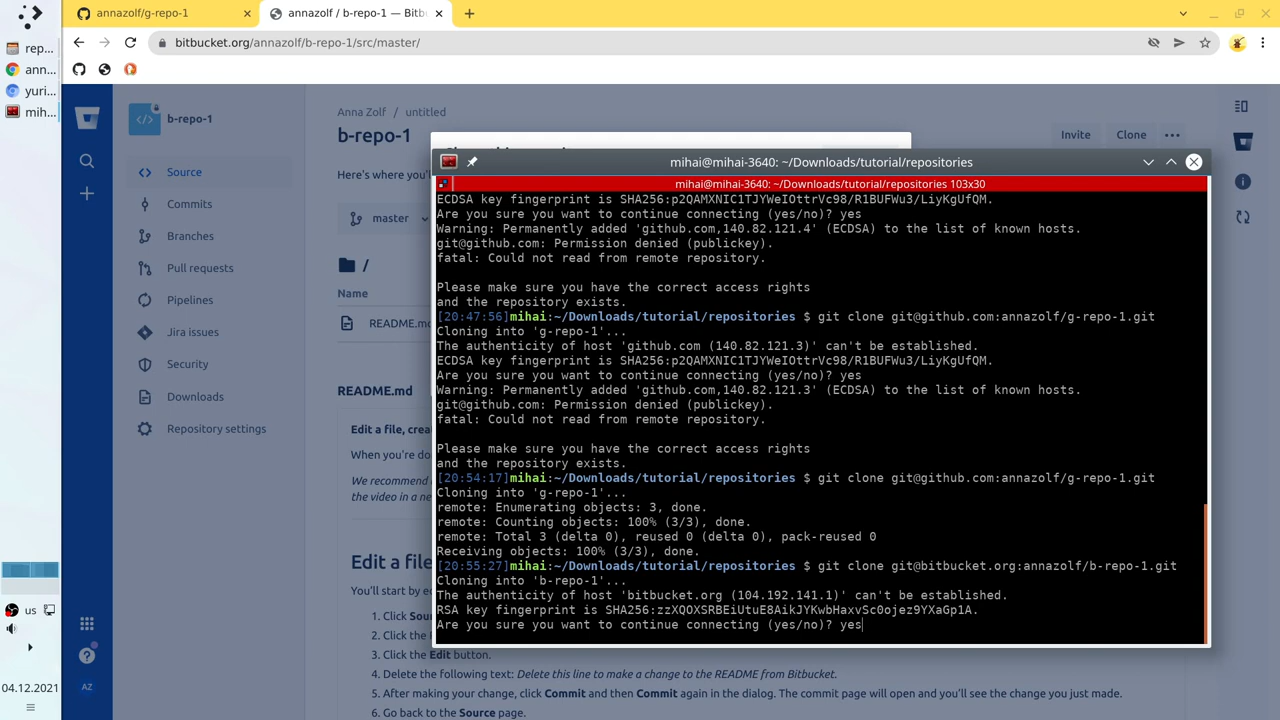 annazolf/g-repo-1
annazolf / b-repo-1 — Bitb
bitbucket.org/annazolf/b-repo-1/src/master/
rep...
ann...
yuri...
mih...
b-repo-1
Source
Commits
Branches
Pull requests
Pipelines
Jira issues
Security
Downloads
Repository settings
AZ
Anna Zolf / untitled
b-repo-1
Invite
Clone
Here's where you'l
master
/
Name
README.md
README.md
Edit a file, crea
When you're do
We recommend
the video in a ne
Edit a file
You'll start by e
1. Click Sou
2. Click the
3. Click the Edit button.
4. Delete the following text: Delete this line to make a change to the README from Bitbucket.
5. After making your change, click Commit and then Commit again in the dialog. The commit page will open and you'll see the change you just made.
6. Go back to the Source page.
mihai@mihai-3640: ~/Downloads/tutorial/repositories
mihai@mihai-3640: ~/Downloads/tutorial/repositories 103x30
ECDSA key fingerprint is SHA256:p2QAMXNIC1TJYWeIOttrVc98/R1BUFWu3/LiyKgUfQM.
Are you sure you want to continue connecting (yes/no)? yes
Warning: Permanently added 'github.com,140.82.121.4' (ECDSA) to the list of known hosts.
git@github.com: Permission denied (publickey).
fatal: Could not read from remote repository.
Please make sure you have the correct access rights
and the repository exists.
[20:47:56]mihai:~/Downloads/tutorial/repositories $ git clone git@github.com:annazolf/g-repo-1.git
Cloning into 'g-repo-1'...
The authenticity of host 'github.com (140.82.121.3)' can't be established.
ECDSA key fingerprint is SHA256:p2QAMXNIC1TJYWeIOttrVc98/R1BUFWu3/LiyKgUfQM.
Are you sure you want to continue connecting (yes/no)? yes
Warning: Permanently added 'github.com,140.82.121.3' (ECDSA) to the list of known hosts.
git@github.com: Permission denied (publickey).
fatal: Could not read from remote repository.
Please make sure you have the correct access rights
and the repository exists.
[20:54:17]mihai:~/Downloads/tutorial/repositories $ git clone git@github.com:annazolf/g-repo-1.git
Cloning into 'g-repo-1'...
remote: Enumerating objects: 3, done.
remote: Counting objects: 100% (3/3), done.
remote: Total 3 (delta 0), reused 0 (delta 0), pack-reused 0
Receiving objects: 100% (3/3), done.
[20:55:27]mihai:~/Downloads/tutorial/repositories $ git clone git@bitbucket.org:annazolf/b-repo-1.git
Cloning into 'b-repo-1'...
The authenticity of host 'bitbucket.org (104.192.141.1)' can't be established.
RSA key fingerprint is SHA256:zzXQOXSRBEiUtuE8AikJYKwbHaxvSc0ojez9YXaGp1A.
Are you sure you want to continue connecting (yes/no)? yes
us
04.12.2021